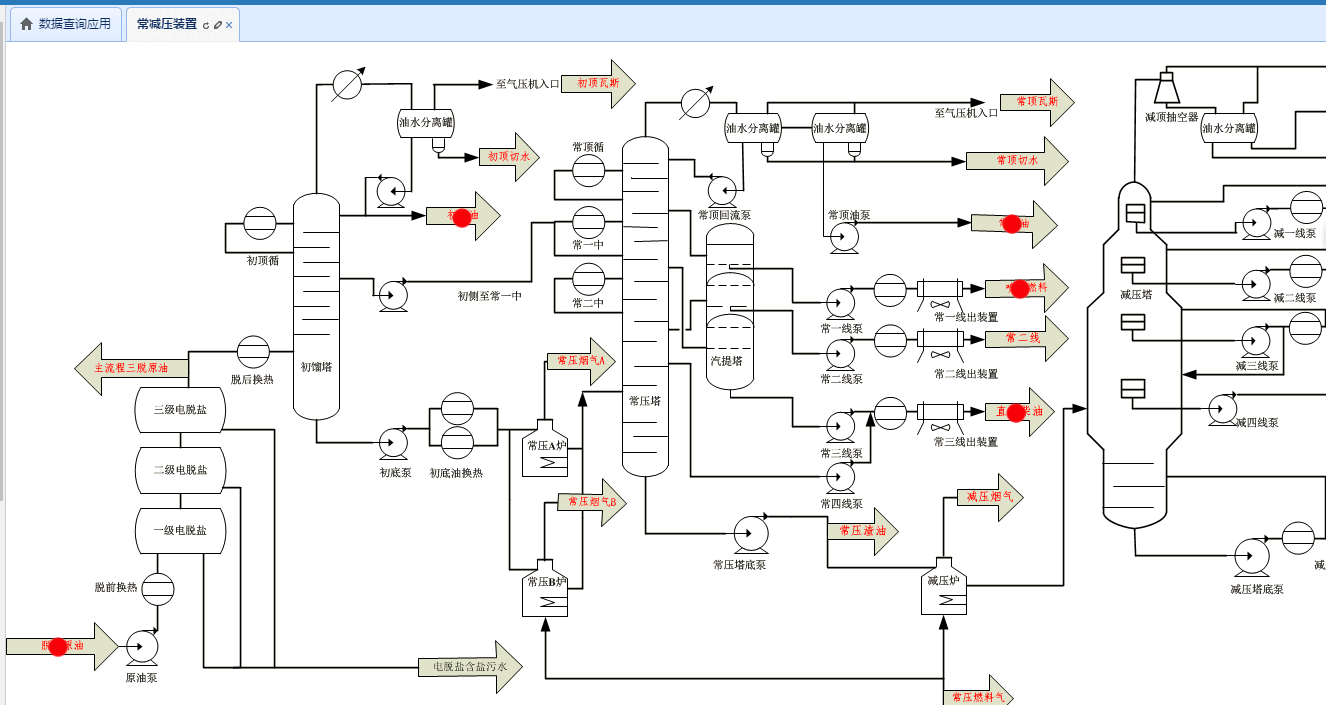 数据查询应用
常减压装置
至气压机入口
初顶瓦斯
油水分离罐
初顶切水
初顶循
初侧至常一中
初馏塔
主流程三脱原油
脱后换热
三级电脱盐
二级电脱盐
一级电脱盐
脱前换热
原油
原油泵
电脱盐含盐污水
初底泵
初底油换热
常压烟气A
常压A炉
常压烟气B
常压B炉
常顶循
常一中
常二中
常压塔
油水分离罐
油水分离罐
至气压机入口
常顶瓦斯
常顶切水
常顶回流泵
常顶油泵
油
汽提塔
常一线泵
燃料
常一线出装置
常二线泵
常二线
常二线出装置
常三线泵
油
常三线出装置
常四线泵
常压塔底泵
常压渣油
减压烟气
减压炉
常压燃料气
减顶抽空器
油水分离罐
减压塔
减一线泵
减二线泵
减三线泵
减四线泵
减压塔底泵
减